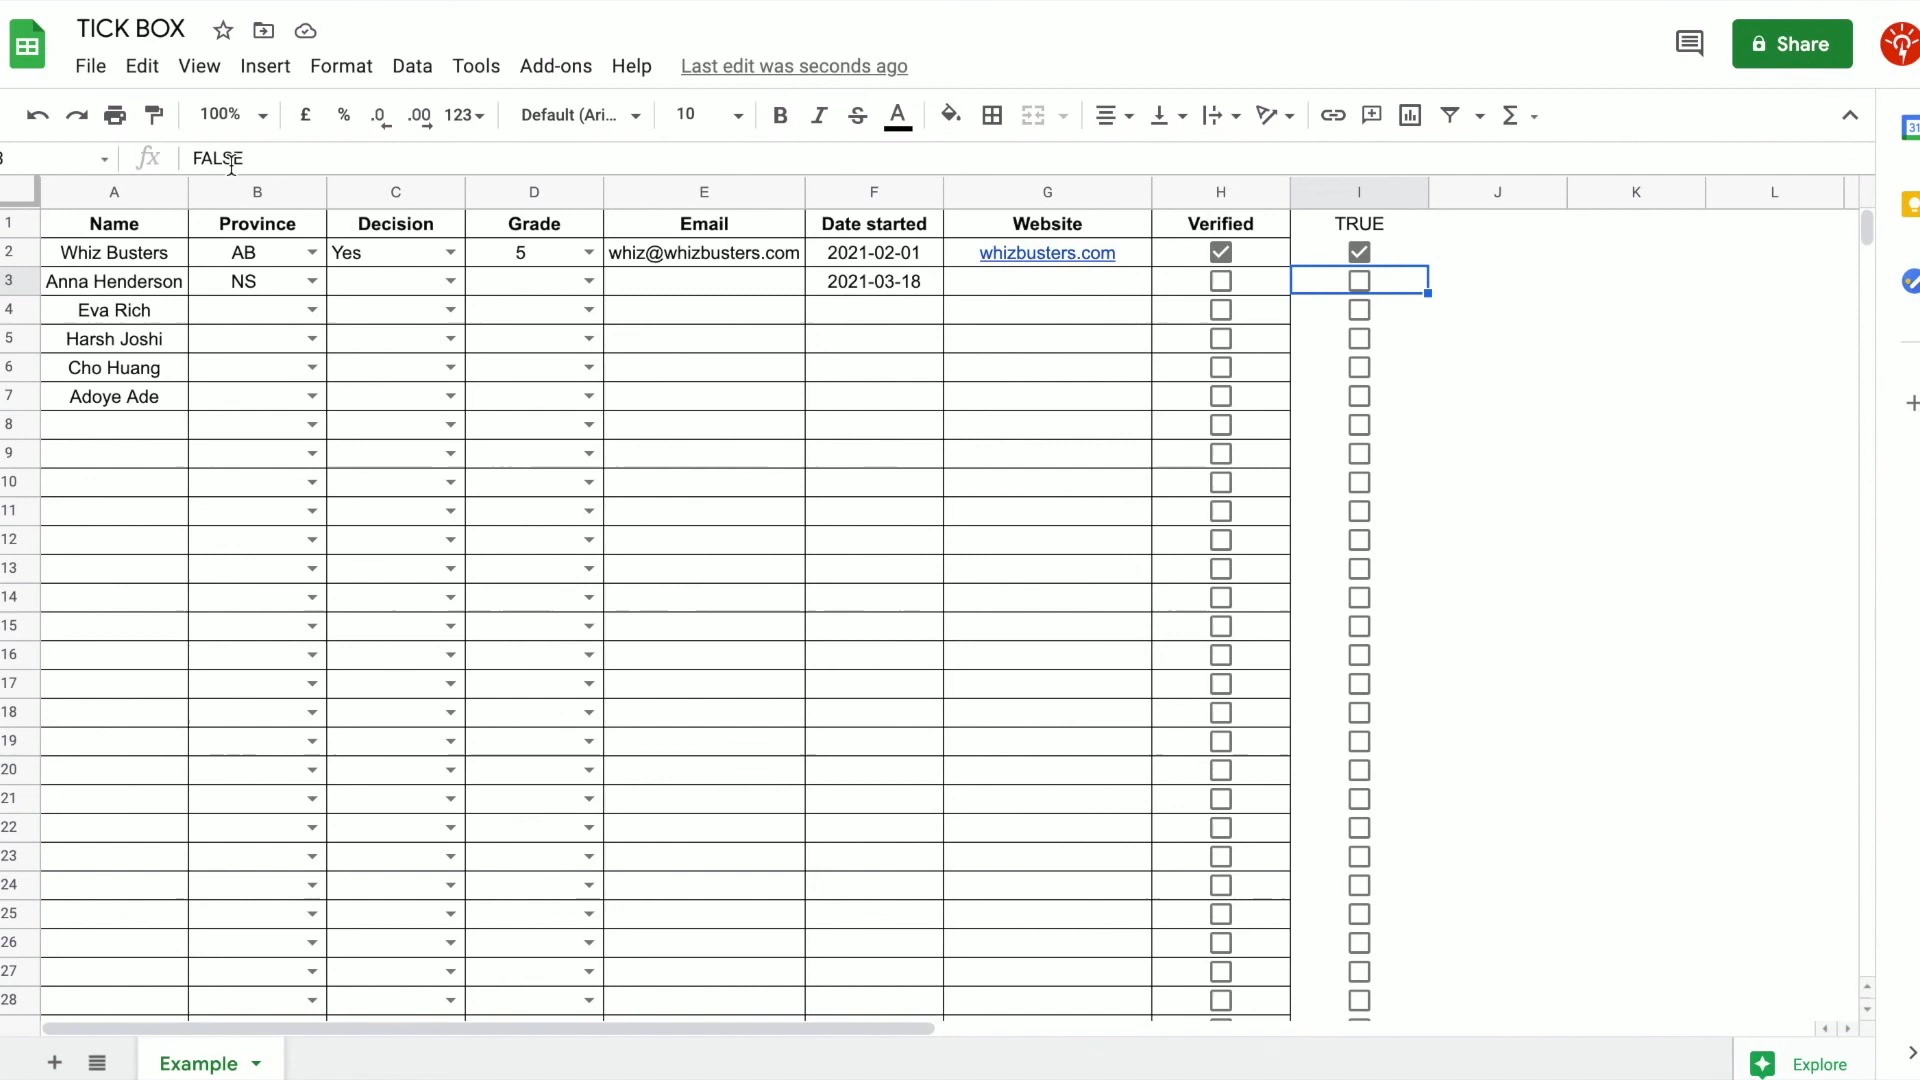 TICK BOX
File Edit View Insert Format Data Tools Add-ons Help Last edit was seconds ago
Share
100% £ % .0 .00 123 Default (Ari... 10 B I S A Σ
31
3 fx FALSE
A B C D E F G H I J K L
1 Name Province Decision Grade Email Date started Website Verified TRUE
2 Whiz Busters AB Yes 5 whiz@whizbusters.com 2021-02-01 whizbusters.com
3 Anna Henderson NS 2021-03-18
4 Eva Rich
5 Harsh Joshi
6 Cho Huang
7 Adoye Ade
8
9
10
11
12
13
14
15
16
17
18
19
20
21
22
23
24
25
26
27
28
Example Explore